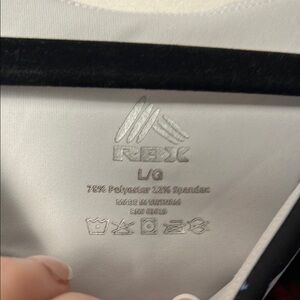 RBX
L/G
78% Polyester 22% Spandex
MADE IN VIETNAM